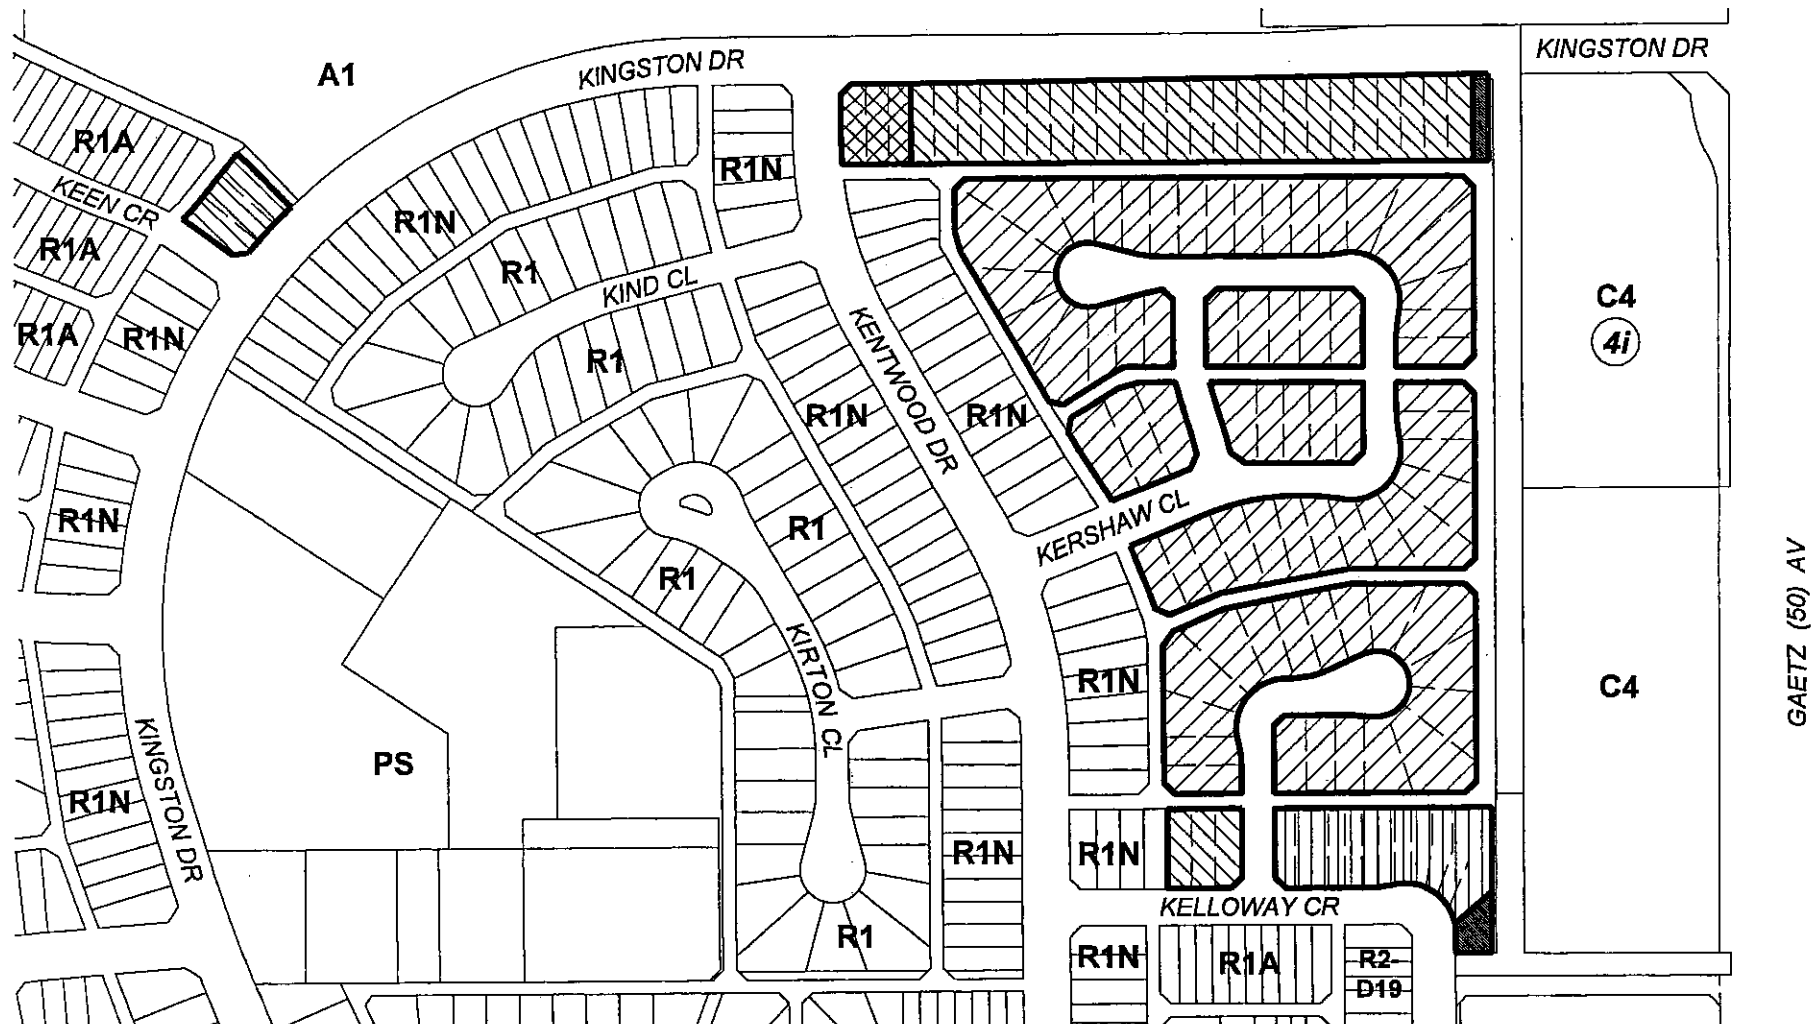 KINGSTON DR
A1
KINGSTON DR
R1A
R1N
KEEN CR
R1N
R1A
R1
KIND CL
C4
R1A
R1N
4i
KENTWOOD DR
R1
R1N
R1N
R1N
R1
KERSHAW CL
GAETZ (50) AV
R1
KIRTON CL
R1N
C4
KINGSTON DR
PS
R1N
R1N
R1N
KELLOWAY CR
R1
R1N
R1A
R2
D19